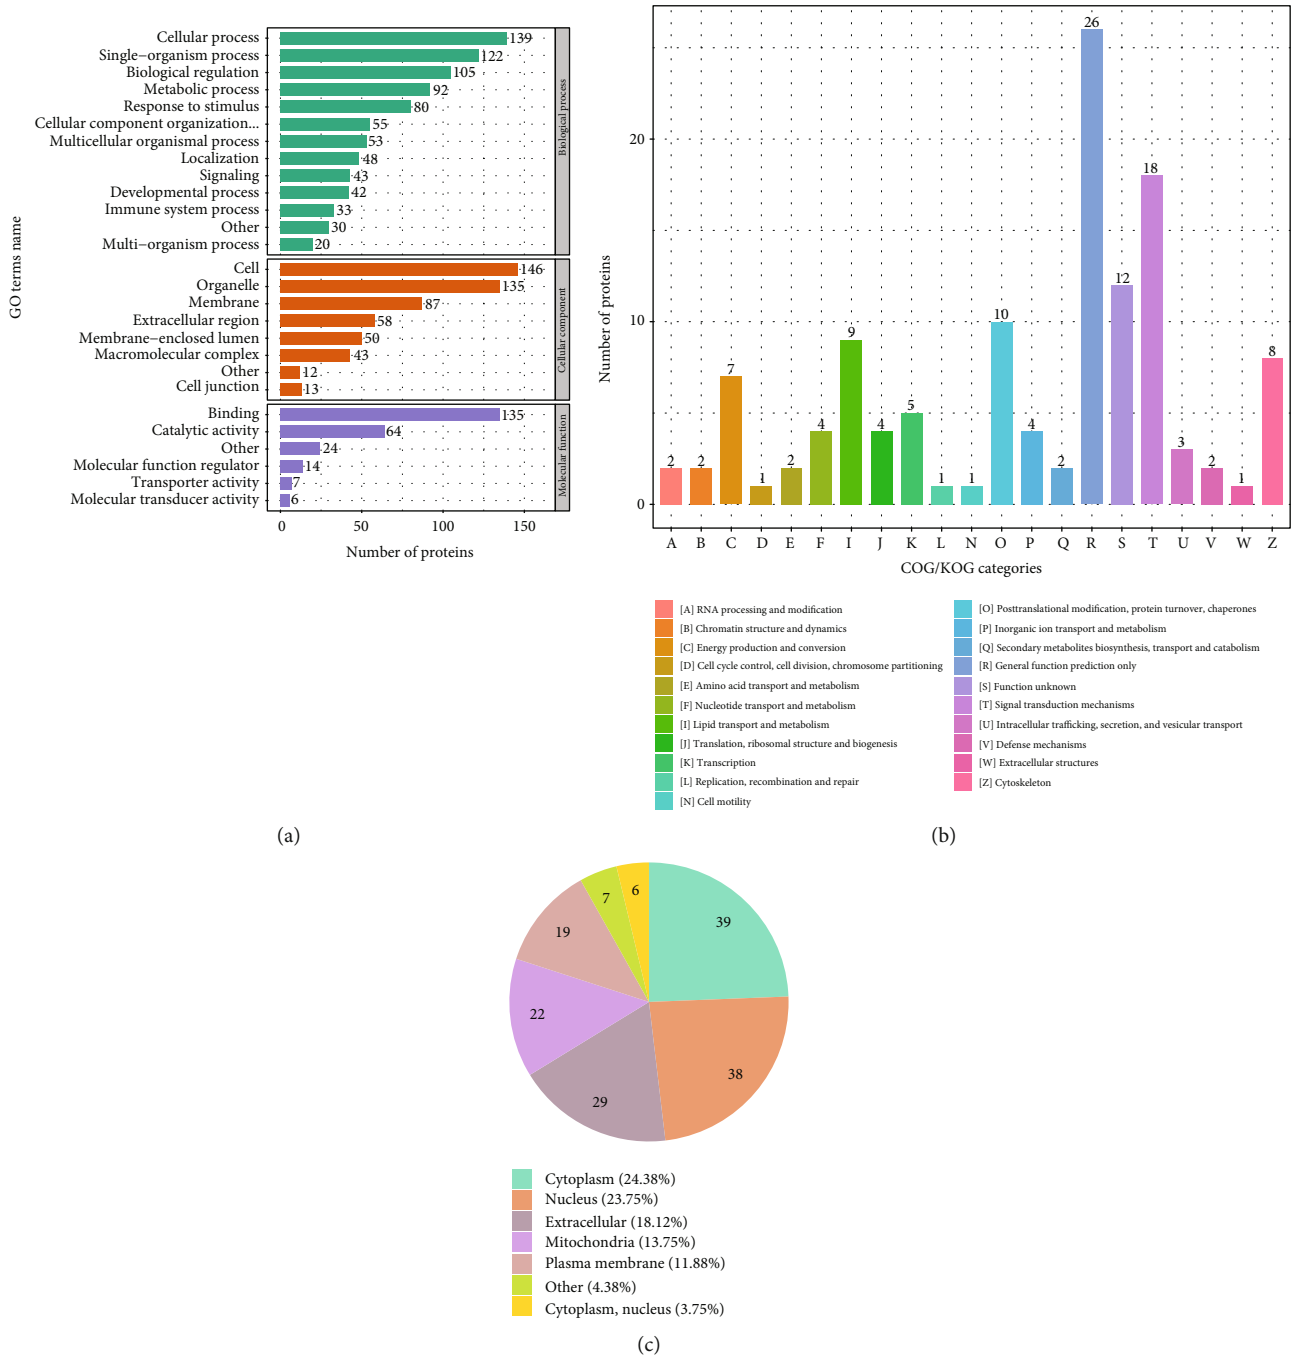 GO terms name
Cellular process 139
Single−organism process 122
Biological regulation 105
Metabolic process 92
Response to stimulus 80
Cellular component organization... 55
Multicellular organismal process 53
Localization 48
Signaling 43
Developmental process 42
Immune system process 33
Other 30
Multi−organism process 20
Biological process
Cell 146
Organelle 135
Membrane 87
Extracellular region 58
Membrane−enclosed lumen 50
Macromolecular complex 43
Other 12
Cell junction 13
Cellular component
Binding 135
Catalytic activity 64
Other 24
Molecular function regulator 14
Transporter activity 7
Molecular transducer activity 6
Molecular function
0 50 100 150
Number of proteins
(a)
Number of proteins
20
10
0
2 2 7 1 2 4 9 4 5 1 1 10 4 2 26 12 18 3 2 1 8
A B C D E F I J K L N O P Q R S T U V W Z
COG/KOG categories
[A] RNA processing and modification
[B] Chromatin structure and dynamics
[C] Energy production and conversion
[D] Cell cycle control, cell division, chromosome partitioning
[E] Amino acid transport and metabolism
[F] Nucleotide transport and metabolism
[I] Lipid transport and metabolism
[J] Translation, ribosomal structure and biogenesis
[K] Transcription
[L] Replication, recombination and repair
[N] Cell motility
[O] Posttranslational modification, protein turnover, chaperones
[P] Inorganic ion transport and metabolism
[Q] Secondary metabolites biosynthesis, transport and catabolism
[R] General function prediction only
[S] Function unknown
[T] Signal transduction mechanisms
[U] Intracellular trafficking, secretion, and vesicular transport
[V] Defense mechanisms
[W] Extracellular structures
[Z] Cytoskeleton
(b)
39
38
29
22
19
7
6
Cytoplasm (24.38%)
Nucleus (23.75%)
Extracellular (18.12%)
Mitochondria (13.75%)
Plasma membrane (11.88%)
Other (4.38%)
Cytoplasm, nucleus (3.75%)
(c)